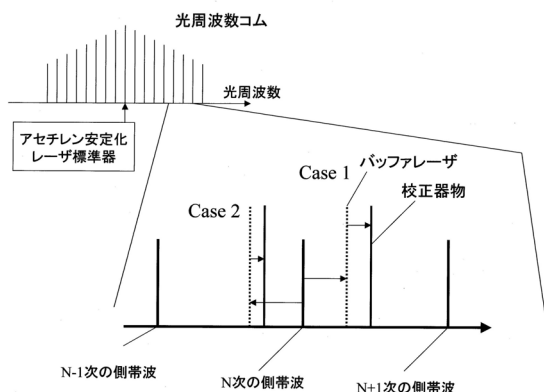 光周波数コム
光周波数
アセチレン安定化
レーザ標準器
Case 1
バッファレーザ
校正器物
Case 2
N-1次の側帯波
N次の側帯波
N+1次の側帯波